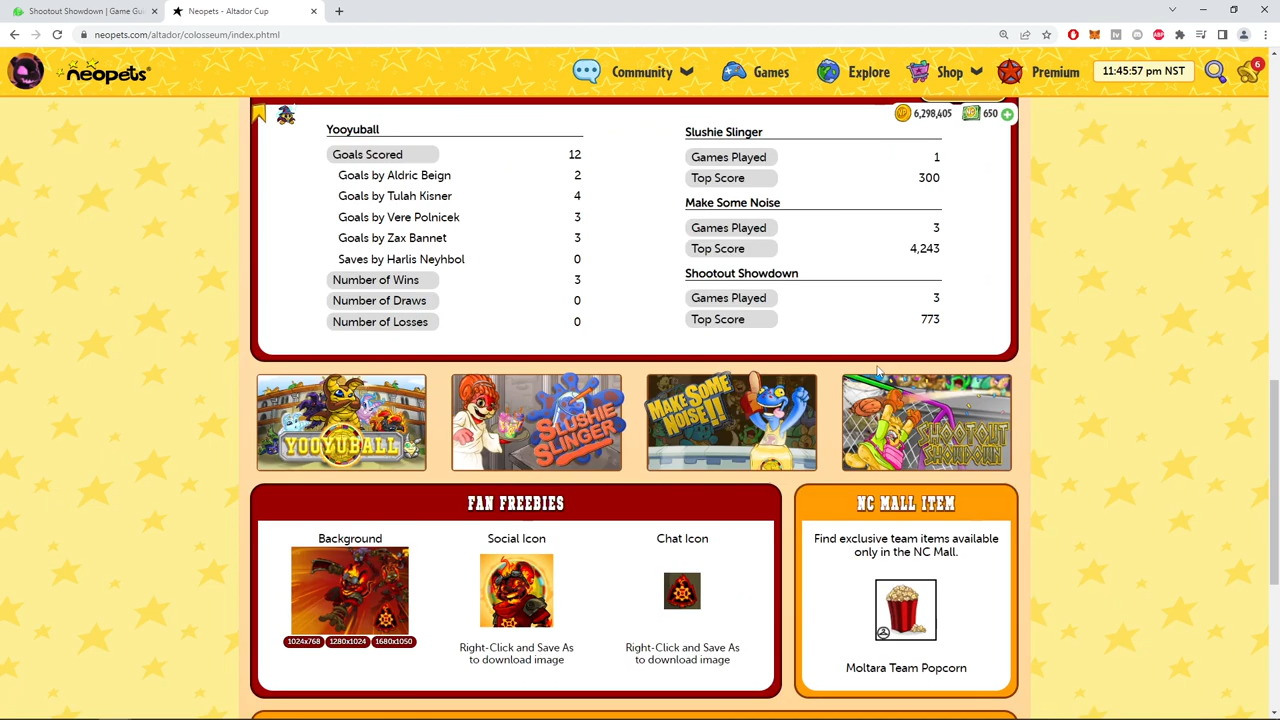 Shootout Showdown | Game Gu
Neopets - Altador Cup
neopets.com/altador/colosseum/index.phtml
neopets
Community
Games
Explore
Shop
Premium
11:45:57 pm NST
6
NP
6,298,405
650
Yooyuball
Goals Scored 12
Goals by Aldric Beign 2
Goals by Tulah Kisner 4
Goals by Vere Polnicek 3
Goals by Zax Bannet 3
Saves by Harlis Neyhbol 0
Number of Wins 3
Number of Draws 0
Number of Losses 0
Slushie Slinger
Games Played 1
Top Score 300
Make Some Noise
Games Played 3
Top Score 4,243
Shootout Showdown
Games Played 3
Top Score 773
YOOYUBALL
SLUSHIE SLINGER
MAKE SOME NOISE!!
SHOOTOUT SHOWDOWN
FAN FREEBIES
Background
1024x768 1280x1024 1680x1050
Social Icon
Right-Click and Save As
to download image
Chat Icon
Right-Click and Save As
to download image
NC MALL ITEM
Find exclusive team items available
only in the NC Mall.
Moltara Team Popcorn